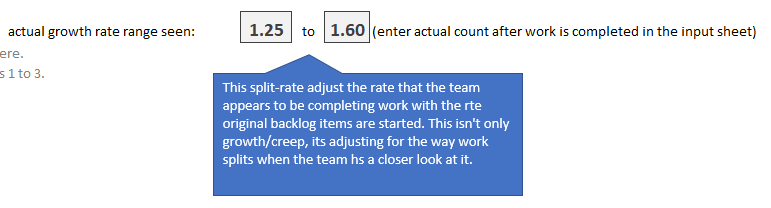 actual growth rate range seen: 1.25 to 1.60 (enter actual count after work is completed in the input sheet)
ere.
s 1 to 3.
This split-rate adjust the rate that the team
appears to be completing work with the rte
original backlog items are started. This isn't only
growth/creep, its adjusting for the way work
splits when the team hs a closer look at it.